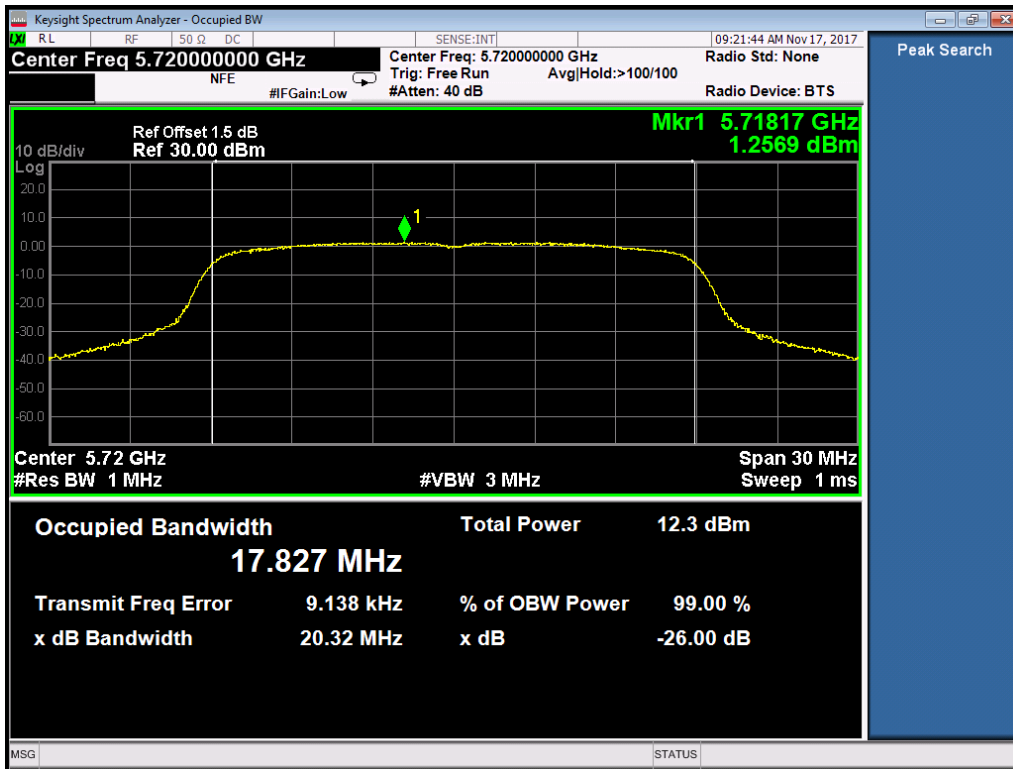 Keysight Spectrum Analyzer - Occupied BW
LXI RL RF 50 Ω DC SENSE:INT 09:21:44 AM Nov 17, 2017
Center Freq 5.720000000 GHz
NFE
#IFGain:Low
Center Freq: 5.720000000 GHz
Trig: Free Run Avg|Hold:>100/100
#Atten: 40 dB
Radio Std: None
Radio Device: BTS
Peak Search
Ref Offset 1.5 dB
10 dB/div Ref 30.00 dBm
Log
Mkr1 5.71817 GHz
1.2569 dBm
20.0
10.0
1
0.00
-10.0
-20.0
-30.0
-40.0
-50.0
-60.0
Center 5.72 GHz Span 30 MHz
#Res BW 1 MHz #VBW 3 MHz Sweep 1 ms
Occupied Bandwidth Total Power 12.3 dBm
17.827 MHz
Transmit Freq Error 9.138 kHz % of OBW Power 99.00 %
x dB Bandwidth 20.32 MHz x dB -26.00 dB
MSG STATUS